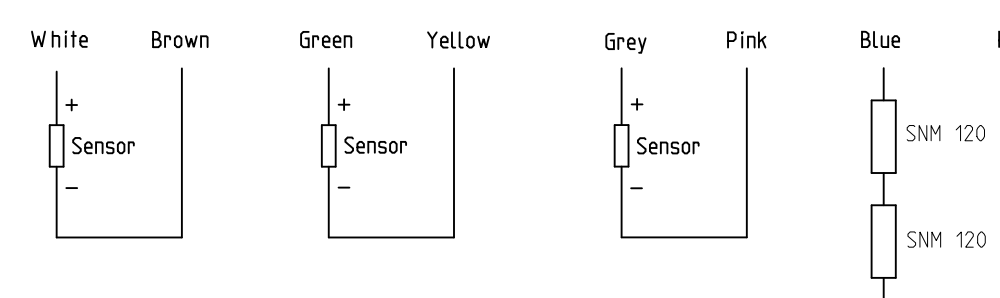 White Brown Green Yellow Grey Pink Blue
+ + +
SNM 120
Sensor Sensor Sensor
− − −
SNM 120